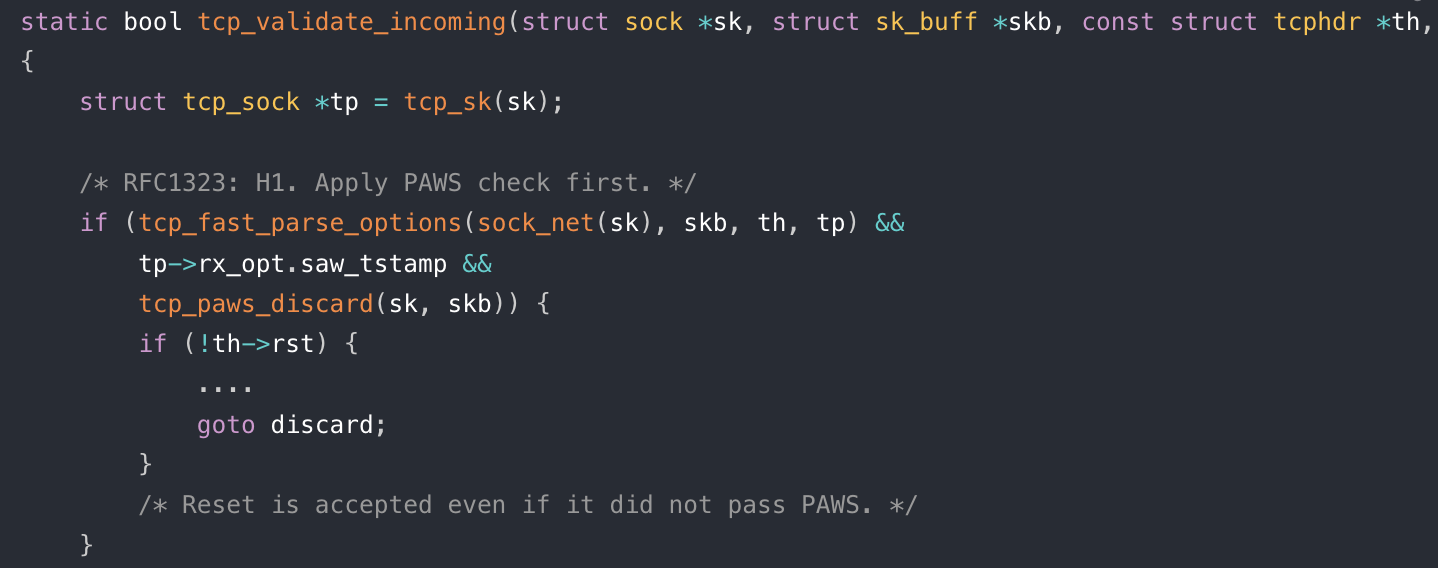 static bool tcp_validate_incoming(struct sock *sk, struct sk_buff *skb, const struct tcphdr *th,
{
    struct tcp_sock *tp = tcp_sk(sk);

    /* RFC1323: H1. Apply PAWS check first. */
    if (tcp_fast_parse_options(sock_net(sk), skb, th, tp) &&
        tp->rx_opt.saw_tstamp &&
        tcp_paws_discard(sk, skb)) {
        if (!th->rst) {
            ....
            goto discard;
        }
        /* Reset is accepted even if it did not pass PAWS. */
    }